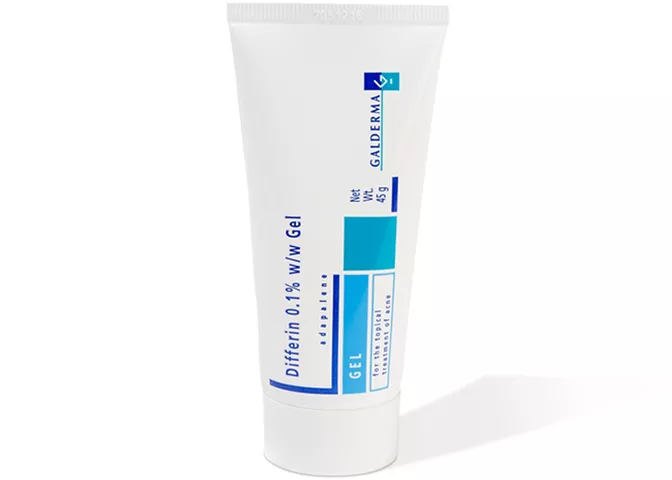 Differin 0.1% w/w Gel
adapalene
GEL
for the topical
treatment of acne
Net
Wt.
45 g
GALDERMA